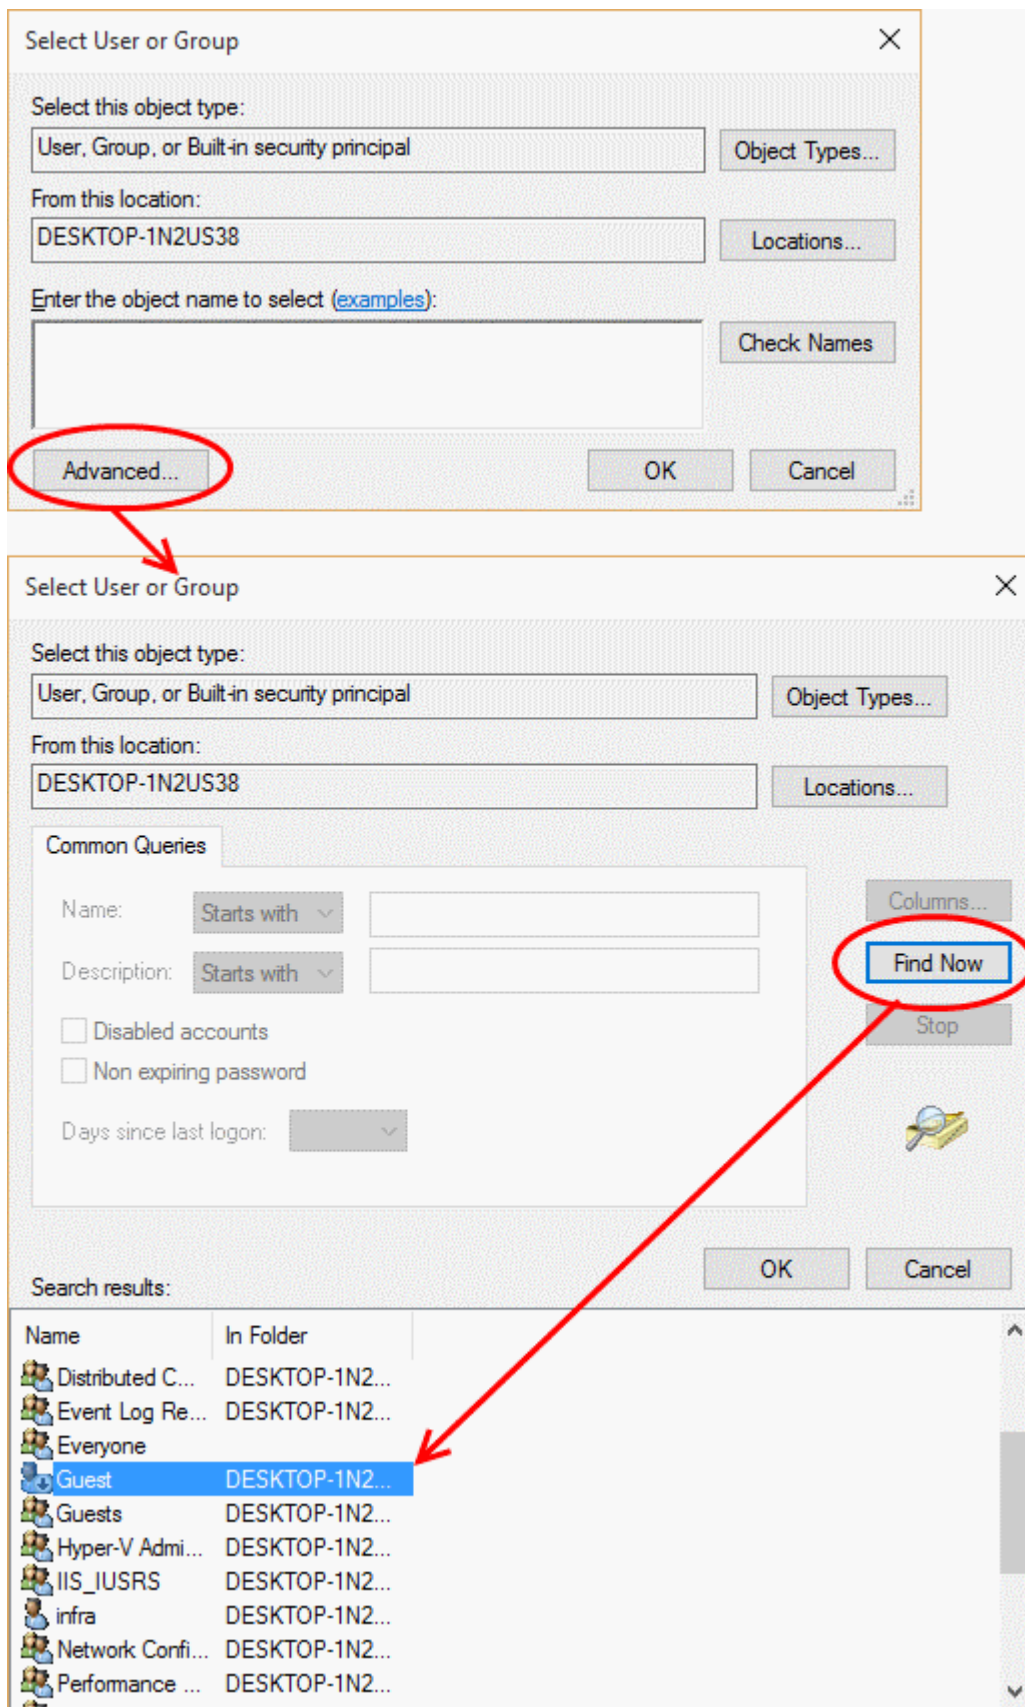 Select User or Group
Select this object type:
User, Group, or Built-in security principal
Object Types...
From this location:
DESKTOP-1N2US38
Locations...
Enter the object name to select (examples):
Check Names
Advanced...
OK
Cancel
Select User or Group
Select this object type:
User, Group, or Built-in security principal
Object Types...
From this location:
DESKTOP-1N2US38
Locations...
Common Queries
Name:
Starts with
Columns...
Description:
Starts with
Find Now
Disabled accounts
Stop
Non expiring password
Days since last logon:
OK
Cancel
Search results:
Name In Folder
Distributed C... DESKTOP-1N2...
Event Log Re... DESKTOP-1N2...
Everyone
Guest DESKTOP-1N2...
Guests DESKTOP-1N2...
Hyper-V Admi... DESKTOP-1N2...
IIS_IUSRS DESKTOP-1N2...
infra DESKTOP-1N2...
Network Confi... DESKTOP-1N2...
Performance ... DESKTOP-1N2...